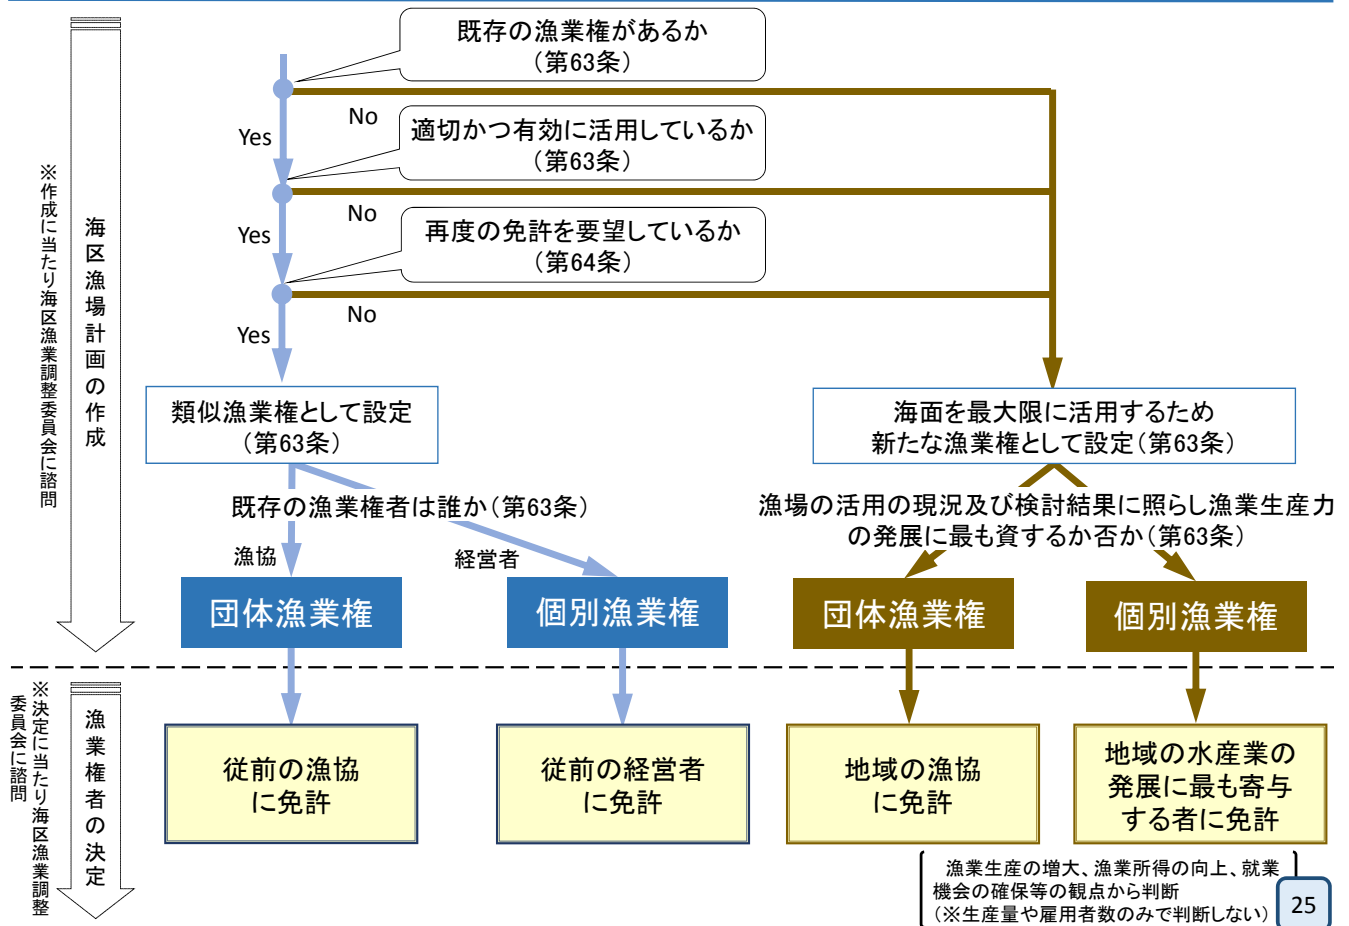 既存の漁業権があるか
（第63条）
No
Yes
適切かつ有効に活用しているか
（第63条）
No
Yes
再度の免許を要望しているか
（第64条）
No
Yes
海区漁場計画の作成
※作成に当たり海区漁業調整委員会に諮問
類似漁業権として設定
（第63条）
海面を最大限に活用するため
新たな漁業権として設定（第63条）
既存の漁業権者は誰か（第63条）
漁協
経営者
漁場の活用の現況及び検討結果に照らし漁業生産力
の発展に最も資するか否か（第63条）
団体漁業権
個別漁業権
団体漁業権
個別漁業権
漁業権者の決定
※決定に当たり海区漁業調整
委員会に諮問
従前の漁協
に免許
従前の経営者
に免許
地域の漁協
に免許
地域の水産業の
発展に最も寄与
する者に免許
漁業生産の増大、漁業所得の向上、就業
機会の確保等の観点から判断
（※生産量や雇用者数のみで判断しない）
25